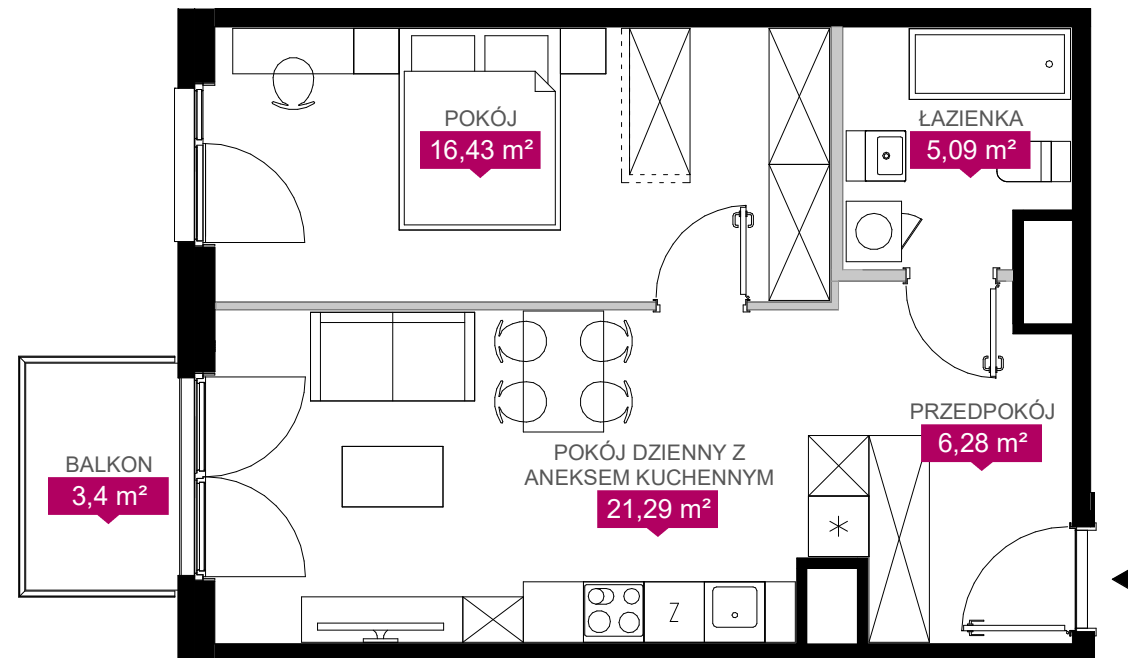 POKÓJ
16,43 m²
ŁAZIENKA
5,09 m²
PRZEDPOKÓJ
6,28 m²
POKÓJ DZIENNY Z
ANEKSEM KUCHENNYM
21,29 m²
BALKON
3,4 m²
Z